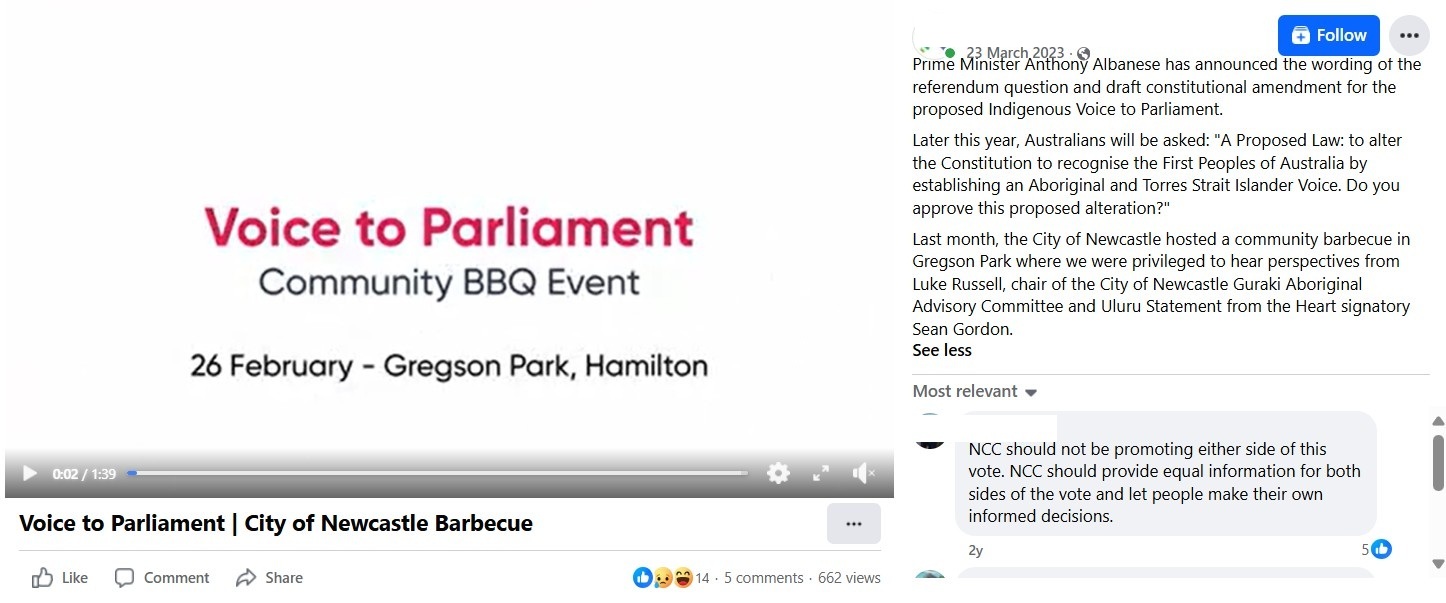 Voice to Parliament
Community BBQ Event
26 February - Gregson Park, Hamilton
0:02 / 1:39
Voice to Parliament | City of Newcastle Barbecue
Like
Comment
Share
14 · 5 comments · 662 views
Follow
23 March 2023 ·
Prime Minister Anthony Albanese has announced the wording of the
referendum question and draft constitutional amendment for the
proposed Indigenous Voice to Parliament.
Later this year, Australians will be asked: "A Proposed Law: to alter
the Constitution to recognise the First Peoples of Australia by
establishing an Aboriginal and Torres Strait Islander Voice. Do you
approve this proposed alteration?"
Last month, the City of Newcastle hosted a community barbecue in
Gregson Park where we were privileged to hear perspectives from
Luke Russell, chair of the City of Newcastle Guraki Aboriginal
Advisory Committee and Uluru Statement from the Heart signatory
Sean Gordon.
See less
Most relevant
NCC should not be promoting either side of this
vote. NCC should provide equal information for both
sides of the vote and let people make their own
informed decisions.
2y
5